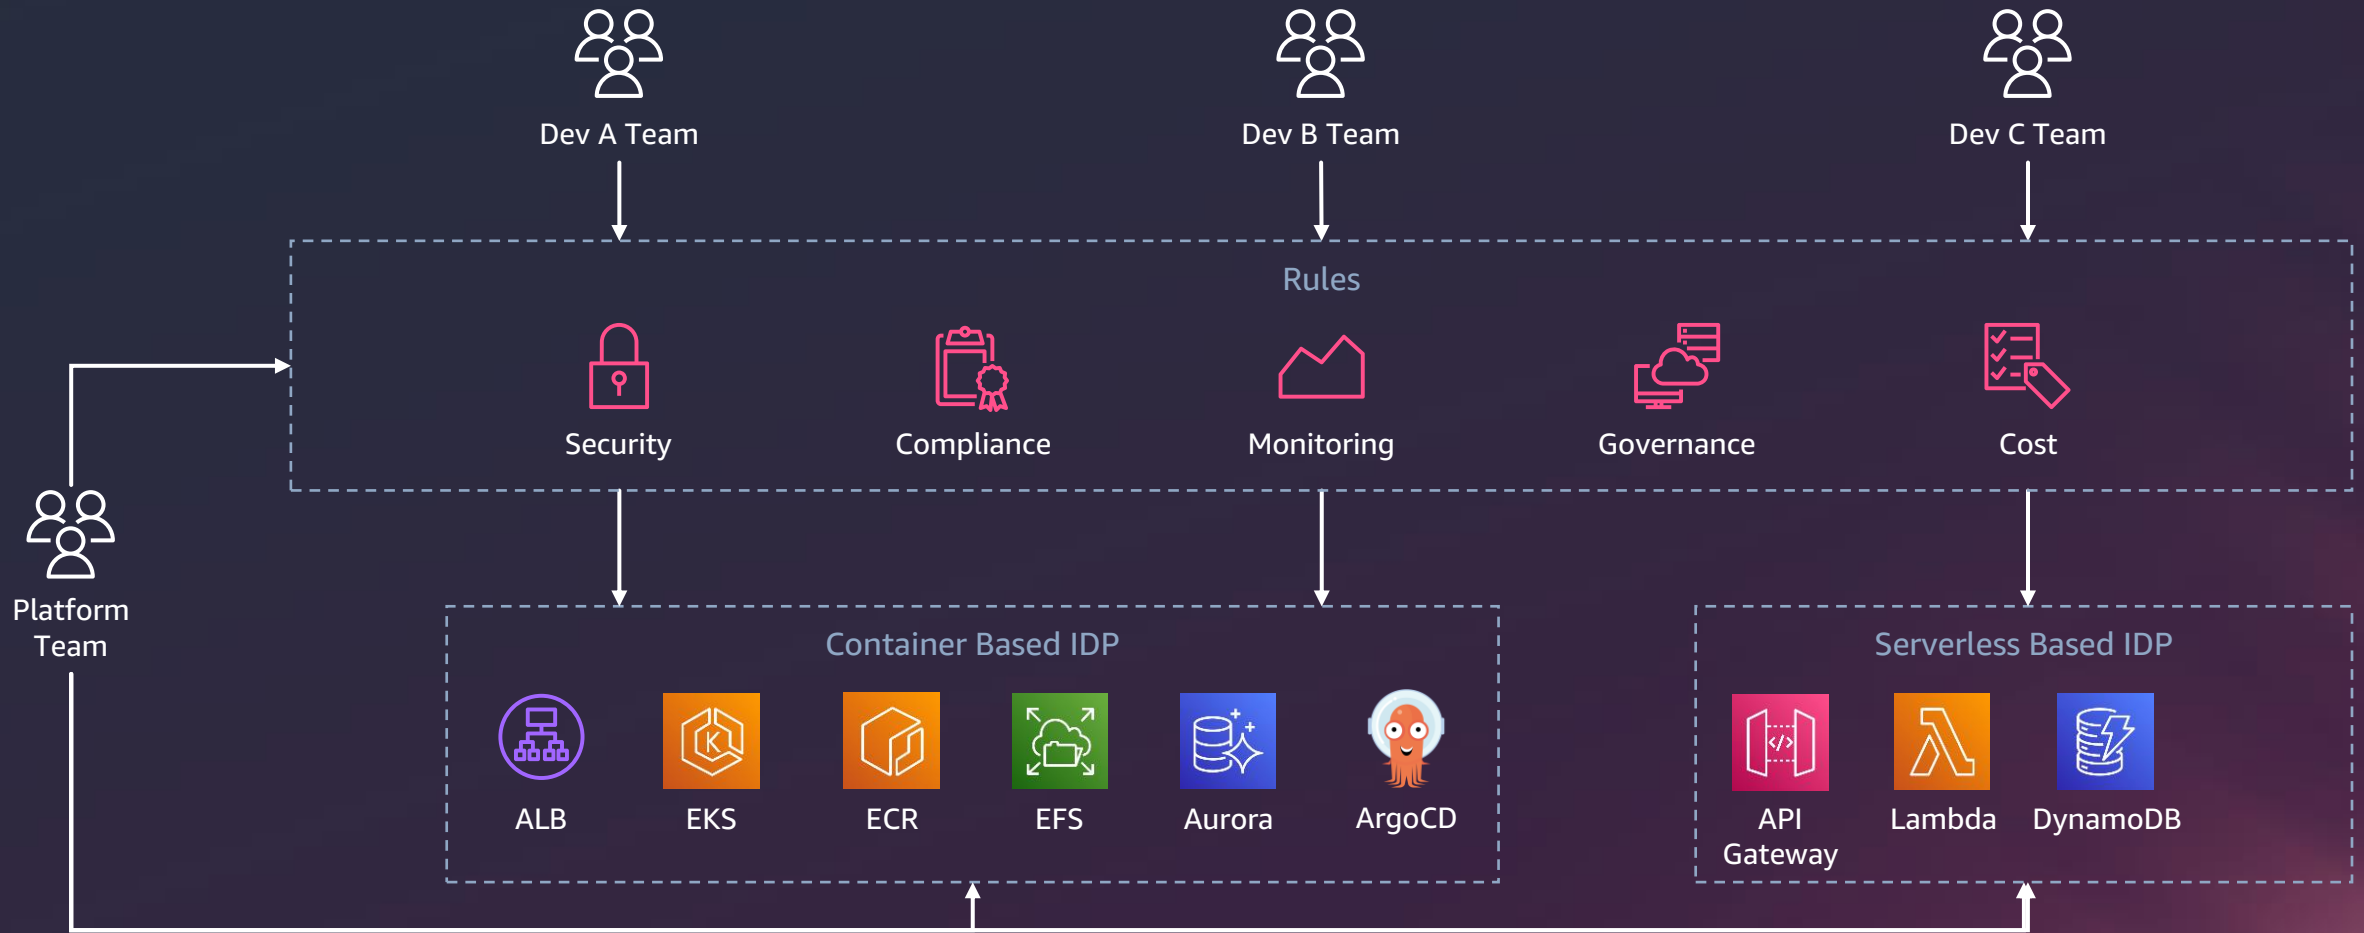 Dev A Team
Dev B Team
Dev C Team
Rules
Security
Compliance
Monitoring
Governance
Cost
Platform
Team
Container Based IDP
ALB
EKS
ECR
EFS
Aurora
ArgoCD
Serverless Based IDP
API
Gateway
Lambda
DynamoDB